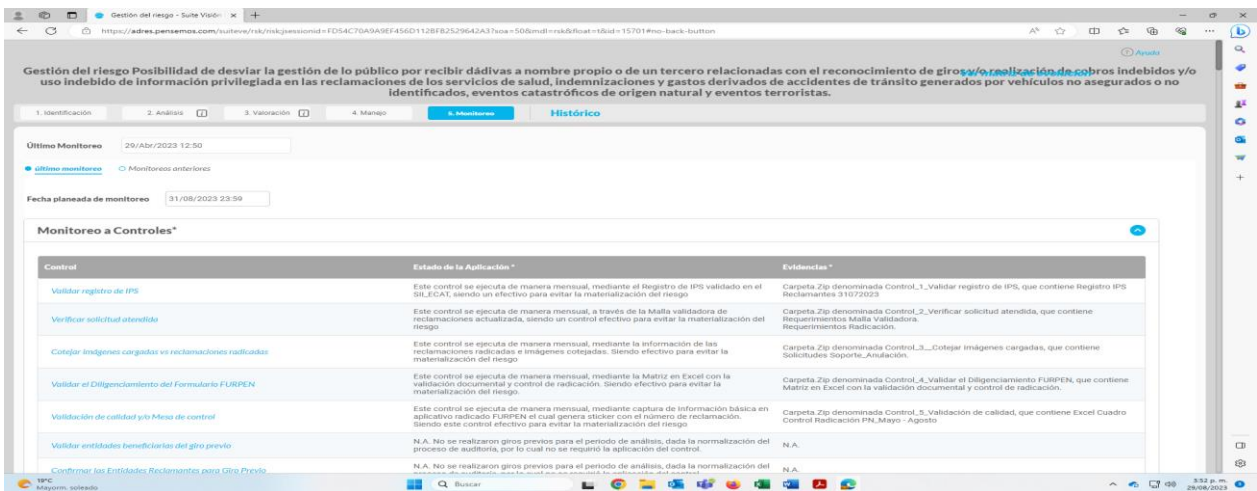 Gestión del riesgo - Suite Visión
https://adres.pensemos.com/suiteve/rsk/risk;jsessionid=FD54C70A9A9EF456D112BFB2529642A3?soa=50&mdl=rsk&float=t&id=15701#no-back-button
Ayuda
Gestión del riesgo Posibilidad de desviar la gestión de lo público por recibir dádivas a nombre propio o de un tercero relacionadas con el reconocimiento de giros y/o realización de cobros indebidos y/o
uso indebido de información privilegiada en las reclamaciones de los servicios de salud, indemnizaciones y gastos derivados de accidentes de tránsito generados por vehículos no asegurados o no
identificados, eventos catastróficos de origen natural y eventos terroristas.
1. Identificación 2. Análisis 3. Valoración 4. Manejo 5. Monitoreo Histórico
Último Monitoreo 29/Abr/2023 12:50
último monitoreo Monitoreos anteriores
Fecha planeada de monitoreo 31/08/2023 23:59
Monitoreo a Controles*
Control Estado de la Aplicación * Evidencias *
Validar registro de IPS
Este control se ejecuta de manera mensual, mediante el Registro de IPS validado en el
SII_ECAT, siendo un efectivo para evitar la materialización del riesgo
Carpeta.Zip denominada Control_1_Validar registro de IPS, que contiene Registro IPS
Reclamantes 31072023
Verificar solicitud atendida
Este control se ejecuta de manera mensual, a través de la Malla validadora de
reclamaciones actualizada, siendo un control efectivo para evitar la materialización del
riesgo
Carpeta.Zip denominada Control_2_Verificar solicitud atendida, que contiene
Requerimientos Malla Validadora.
Requerimientos Radicación.
Cotejar imágenes cargadas vs reclamaciones radicadas
Este control se ejecuta de manera mensual, mediante la información de las
reclamaciones radicadas e imágenes cotejadas. Siendo efectivo para evitar la
materialización del riesgo
Carpeta.Zip denominada Control_3__Cotejar imágenes cargadas, que contiene
Solicitudes Soporte_Anulación.
Validar el Diligenciamiento del Formulario FURPEN
Este control se ejecuta de manera mensual, mediante la Matriz en Excel con la
validación documental y control de radicación. Siendo efectivo para evitar la
materialización del riesgo.
Carpeta.Zip denominada Control_4_Validar el Diligenciamiento FURPEN, que contiene
Matriz en Excel con la validación documental y control de radicación.
Validación de calidad y/o Mesa de control
Este control se ejecuta de manera mensual, mediante captura de información básica en
aplicativo radicado FURPEN el cual genera sticker con el número de reclamación.
Siendo este control efectivo para evitar la materialización del riesgo
Carpeta.Zip denominada Control_5_Validación de calidad, que contiene Excel Cuadro
Control Radicación PN_Mayo - Agosto
Validar entidades beneficiarias del giro previo
N.A. No se realizaron giros previos para el periodo de análisis, dada la normalización del
proceso de auditoría, por lo cual no se requirió la aplicación del control.
N.A.
Confirmar las Entidades Reclamantes para Giro Previo
N.A. No se realizaron giros previos para el periodo de análisis, dada la normalización del
N.A.
19°C
Mayorm. soleado
Buscar
3:52 p. m.
29/08/2023